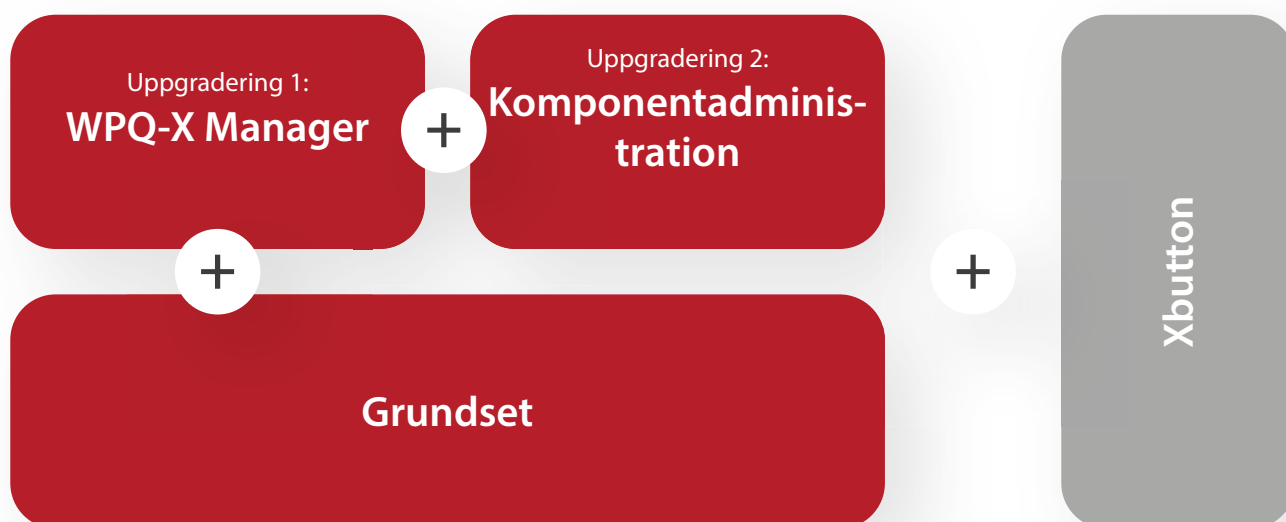 Uppgradering 1:
WPQ-X Manager
+
Uppgradering 2:
Komponentadminis-
tration
+
+
Grundset
Xbutton